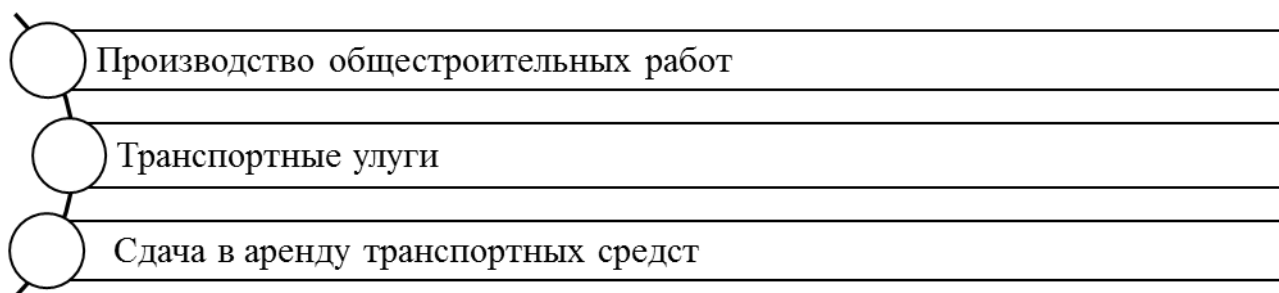 Производство общестроительных работ
Транспортные улуги
Сдача в аренду транспортных средст